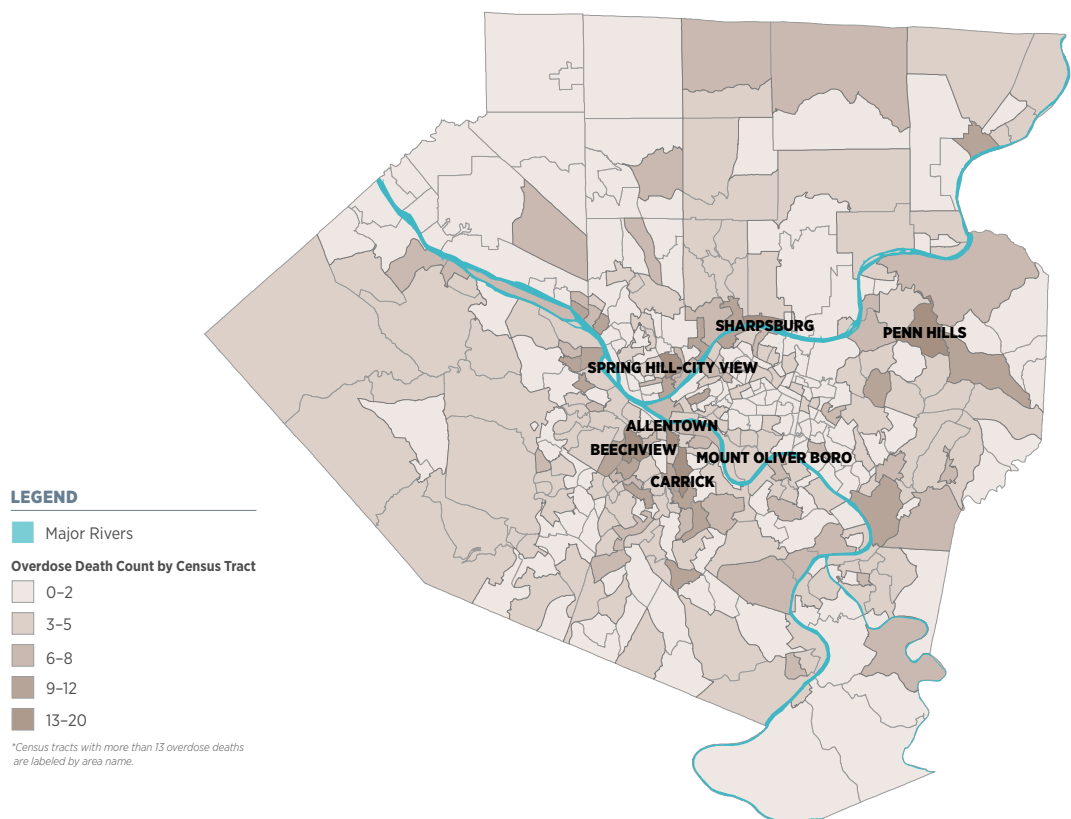 SHARPSBURG
PENN HILLS
SPRING HILL-CITY VIEW
ALLENTOWN
BEECHVIEW
MOUNT OLIVER BORO
CARRICK
LEGEND
Major Rivers
Overdose Death Count by Census Tract
0–2
3–5
6–8
9–12
13–20
*Census tracts with more than 13 overdose deaths
are labeled by area name.